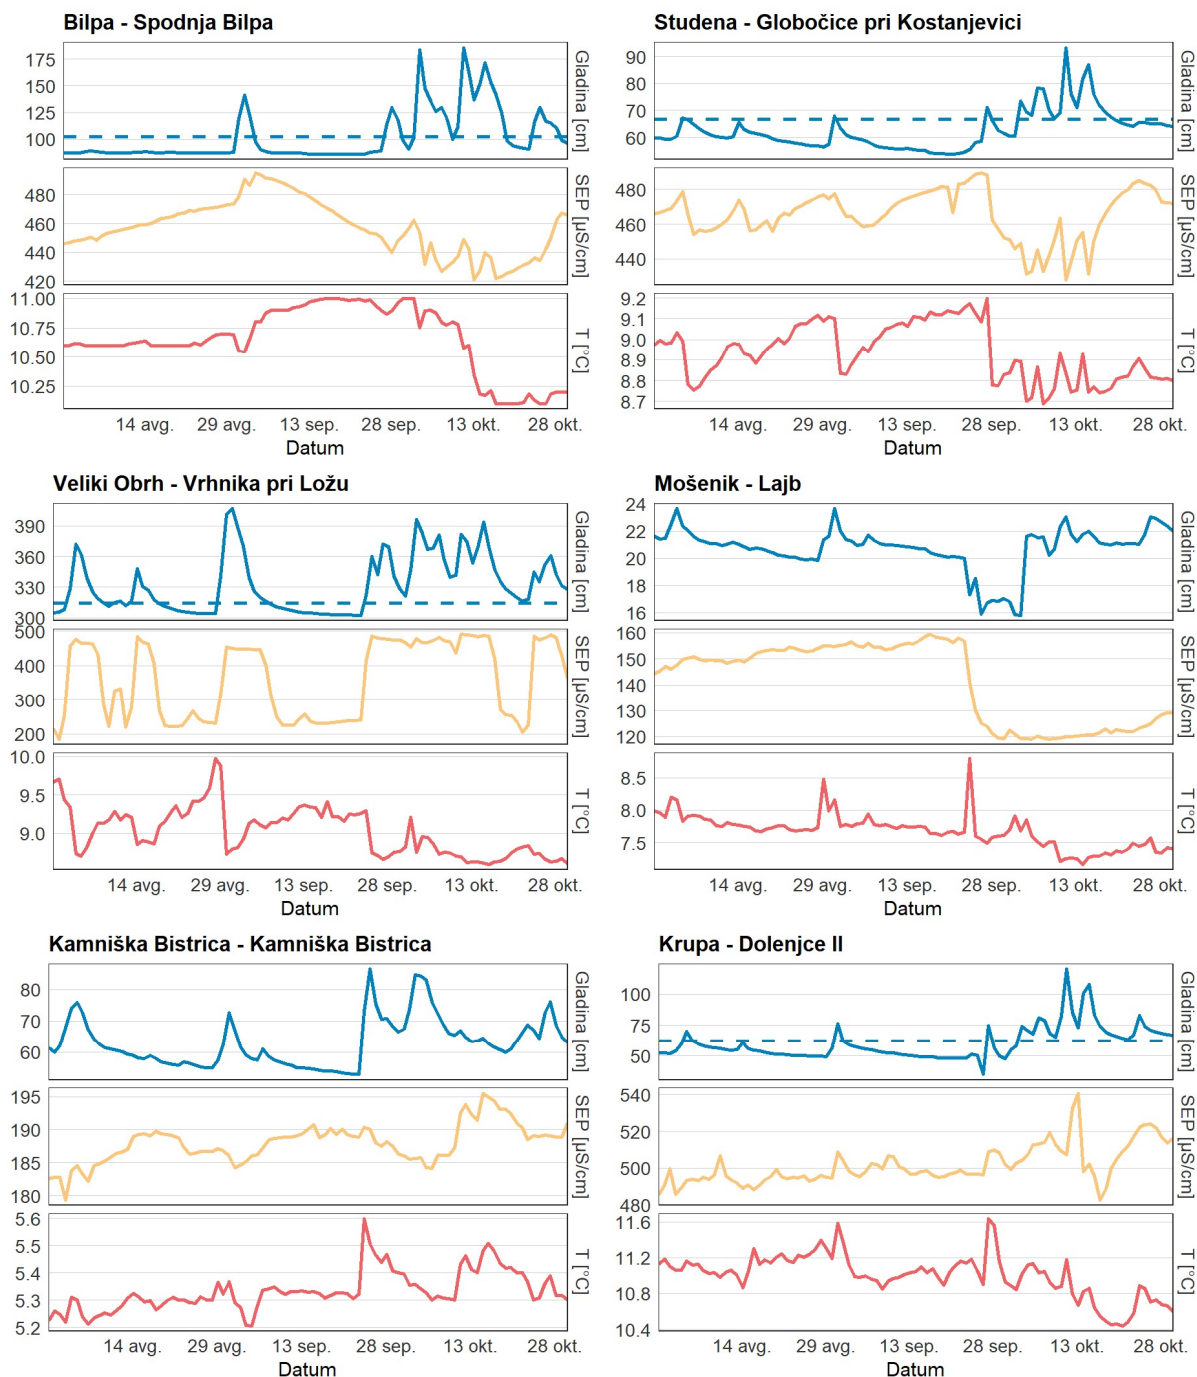 Bilpa - Spodnja Bilpa
175
150
125
100
Gladina [cm]
480
460
440
420
SEP [µS/cm]
11.00
10.75
10.50
10.25
T [°C]
14 avg. 29 avg. 13 sep. 28 sep. 13 okt. 28 okt.
Datum
Studena - Globočice pri Kostanjevici
90
80
70
60
Gladina [cm]
480
460
440
SEP [µS/cm]
9.2
9.1
9.0
8.9
8.8
8.7
T [°C]
14 avg. 29 avg. 13 sep. 28 sep. 13 okt. 28 okt.
Datum
Veliki Obrh - Vrhnika pri Ložu
390
360
330
300
Gladina [cm]
500
400
300
200
SEP [µS/cm]
10.0
9.5
9.0
T [°C]
14 avg. 29 avg. 13 sep. 28 sep. 13 okt. 28 okt.
Datum
Mošenik - Lajb
24
22
20
18
16
Gladina [cm]
160
150
140
130
120
SEP [µS/cm]
8.5
8.0
7.5
T [°C]
14 avg. 29 avg. 13 sep. 28 sep. 13 okt. 28 okt.
Datum
Kamniška Bistrica - Kamniška Bistrica
80
70
60
Gladina [cm]
195
190
185
180
SEP [µS/cm]
5.6
5.5
5.4
5.3
5.2
T [°C]
14 avg. 29 avg. 13 sep. 28 sep. 13 okt. 28 okt.
Datum
Krupa - Dolenjce II
100
75
50
Gladina [cm]
540
520
500
480
SEP [µS/cm]
11.6
11.2
10.8
10.4
T [°C]
14 avg. 29 avg. 13 sep. 28 sep. 13 okt. 28 okt.
Datum